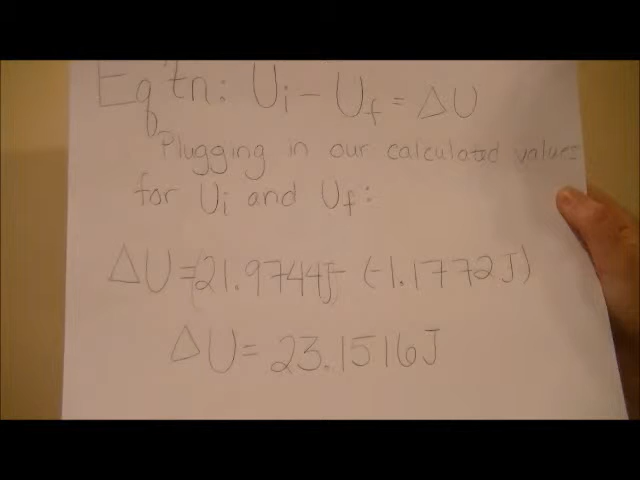 Eq'tn: Ui - Uf = ΔU
Plugging in our calculated values
for Ui and Uf:
ΔU = (21.9744J) - (-1.1772J)
ΔU = 23.1516J